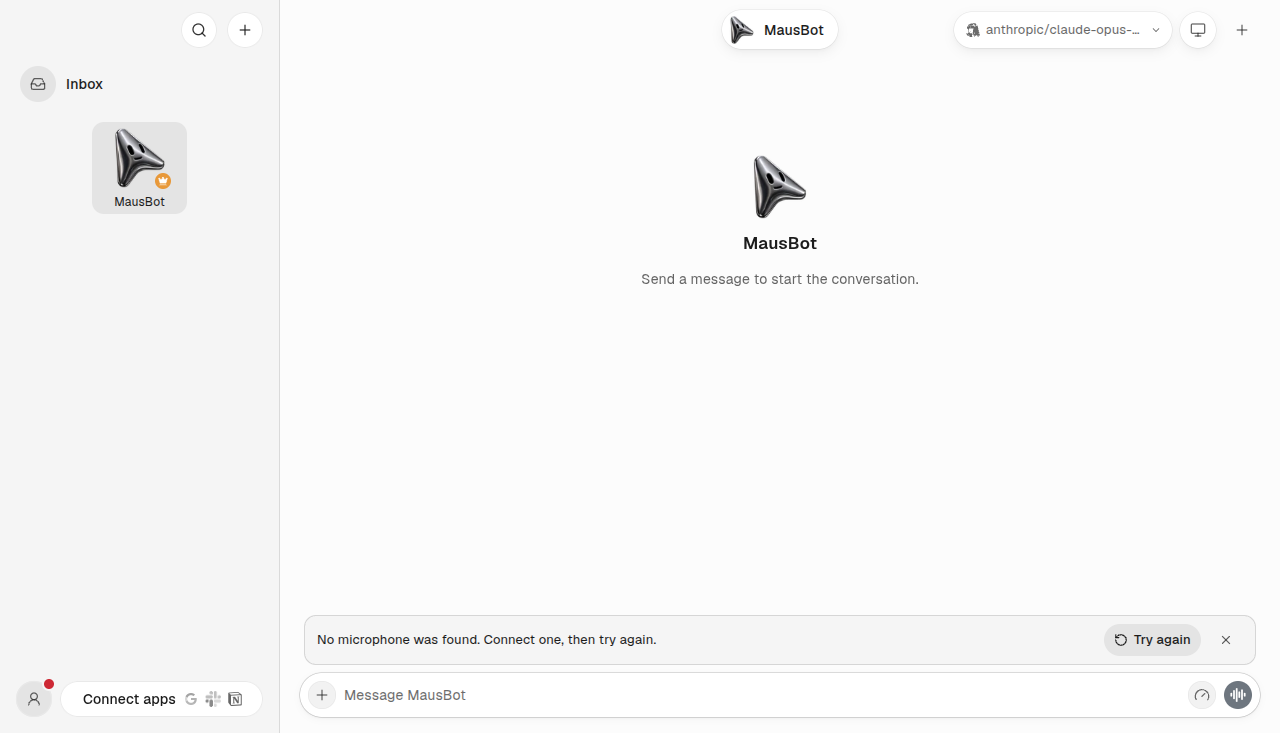 MausBot
anthropic/claude-opus-...
Inbox
MausBot
MausBot
Send a message to start the conversation.
No microphone was found. Connect one, then try again.
Try again
Connect apps
Message MausBot